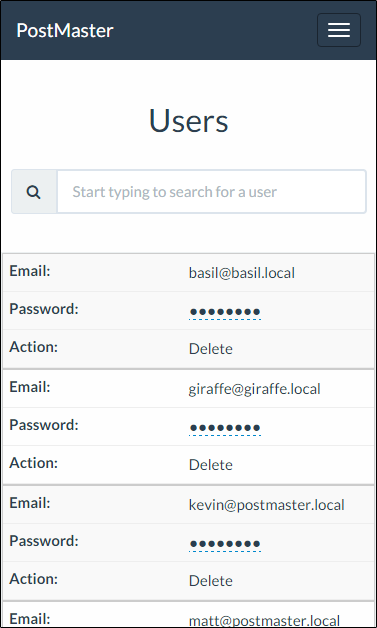 PostMaster
Users
Start typing to search for a user
Email: basil@basil.local
Password: ●●●●●●●●
Action: Delete
Email: giraffe@giraffe.local
Password: ●●●●●●●●
Action: Delete
Email: kevin@postmaster.local
Password: ●●●●●●●●
Action: Delete
Email: matt@postmaster.local